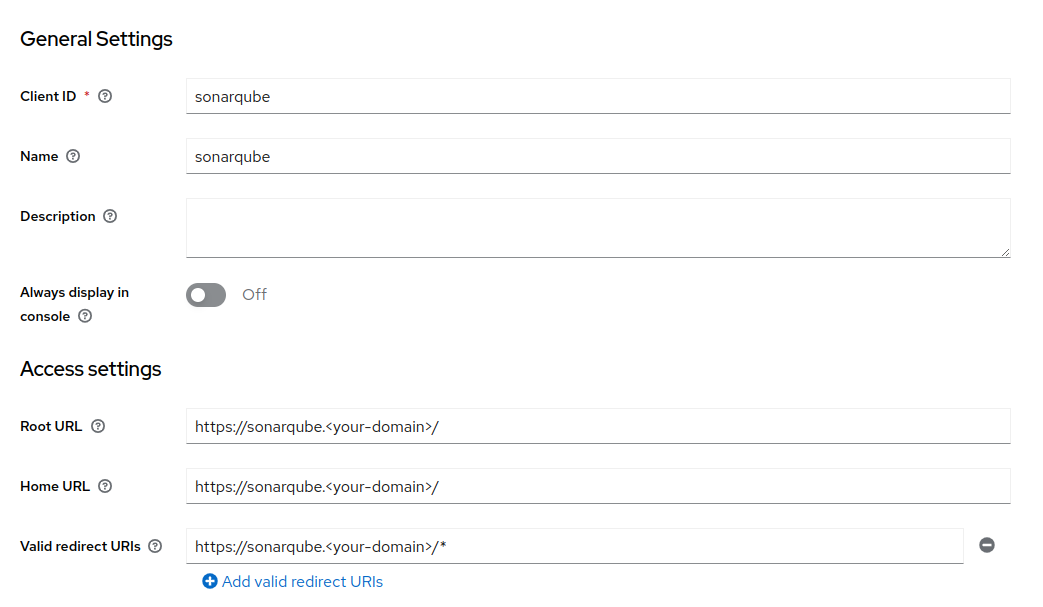 General Settings
Client ID *
sonarqube
Name
sonarqube
Description
Always display in
console
Off
Access settings
Root URL
https://sonarqube.<your-domain>/
Home URL
https://sonarqube.<your-domain>/
Valid redirect URIs
https://sonarqube.<your-domain>/*
Add valid redirect URIs